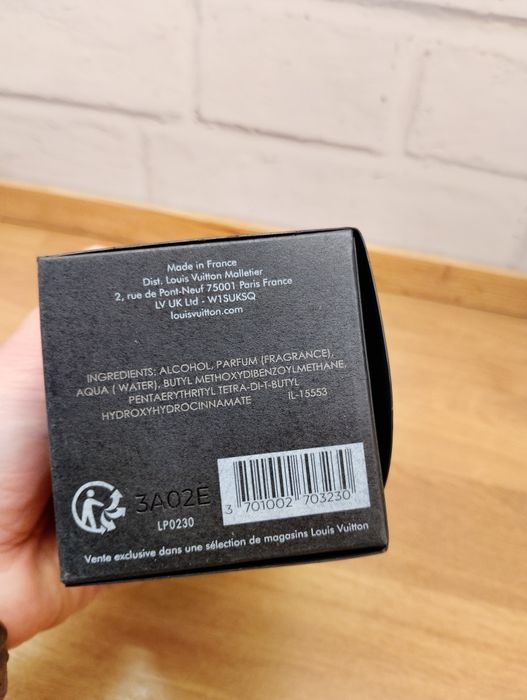 Made in France
Dist. Louis Vuitton Malletier
2, rue de Pont-Neuf 75001 Paris France
LV UK Ltd - W1SUKSQ
louisvuitton.com
INGREDIENTS: ALCOHOL, PARFUM (FRAGRANCE),
AQUA ( WATER), BUTYL METHOXYDIBENZOYLMETHANE,
PENTAERYTHRITYL TETRA-DI-T-BUTYL
HYDROXYHYDROCINNAMATE IL-15553
3A02E
LP0230
3 701002 703230
Vente exclusive dans une sélection de magasins Louis Vuitton